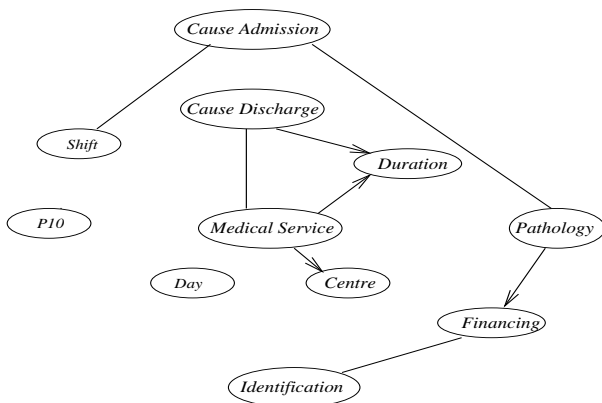 Cause Admission
Cause Discharge
Shift
Duration
P10
Medical Service
Pathology
Day
Centre
Financing
Identification